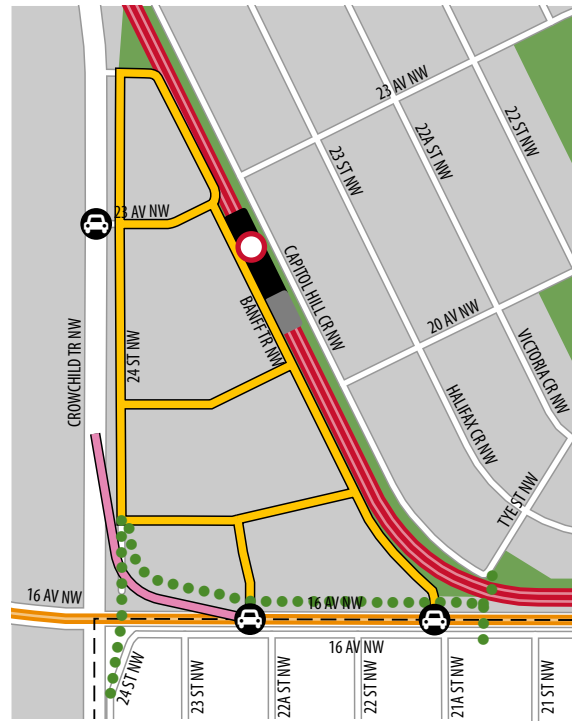 23 AV NW
23 ST NW
22A ST NW
22 ST NW
23 AV NW
CAPITOL HILL CR NW
BANFF TR NW
24 ST NW
CROWCHILD TR NW
20 AV NW
VICTORIA CR NW
HALIFAX CR NW
TYE ST NW
16 AV NW
16 AV NW
16 AV NW
24 ST NW
23 ST NW
22A ST NW
22 ST NW
21A ST NW
21 ST NW